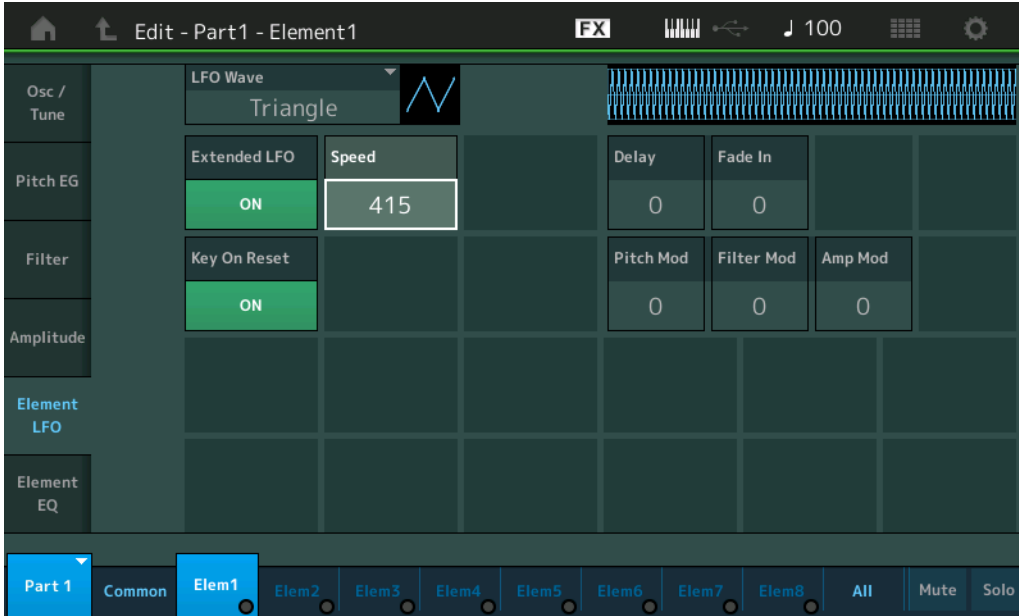 Edit - Part1 - Element1
FX
♩ 100
Osc /
Tune
LFO Wave
Triangle
Pitch EG
Extended LFO
Speed
Delay
Fade In
ON
415
0
0
Filter
Key On Reset
Pitch Mod
Filter Mod
Amp Mod
ON
0
0
0
Amplitude
Element
LFO
Element
EQ
Part 1
Common
Elem1
Elem2
Elem3
Elem4
Elem5
Elem6
Elem7
Elem8
All
Mute
Solo